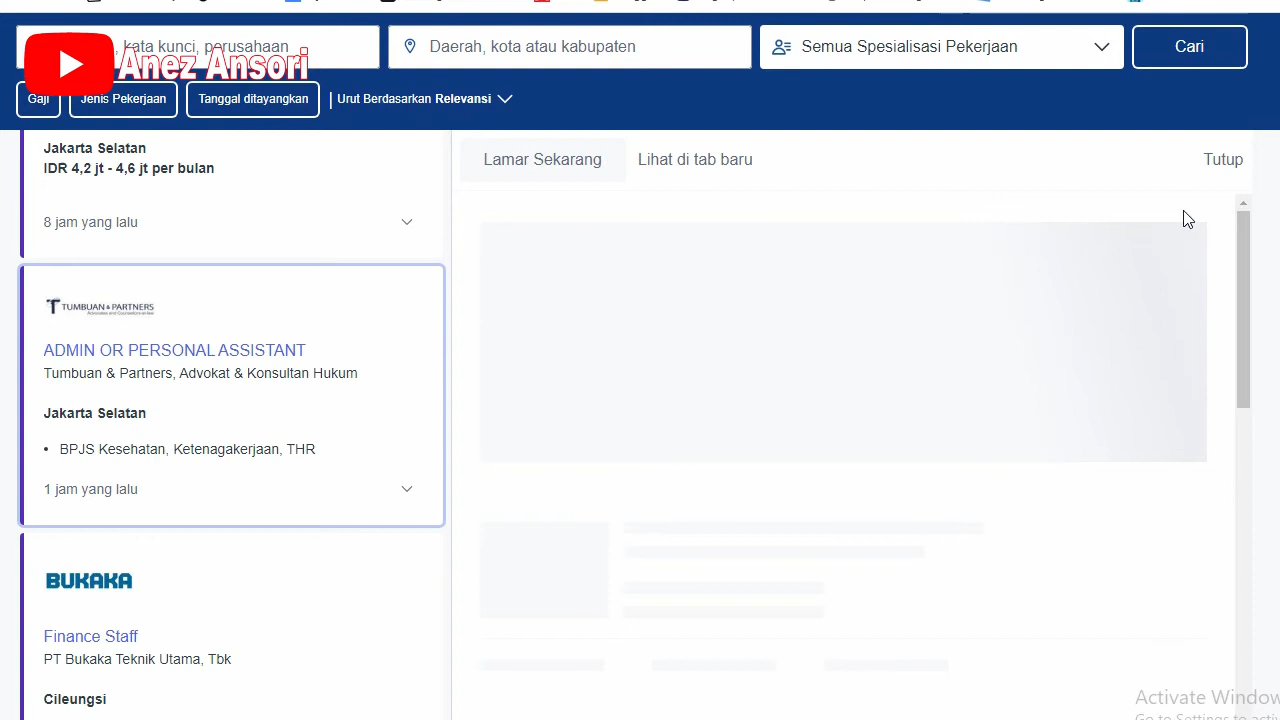 kata kunci, perusahaan
Daerah, kota atau kabupaten
Semua Spesialisasi Pekerjaan
Cari
Anez Ansori
Gaji
Jenis Pekerjaan
Tanggal ditayangkan
Urut Berdasarkan Relevansi
Jakarta Selatan
IDR 4,2 jt - 4,6 jt per bulan
8 jam yang lalu
Lamar Sekarang
Lihat di tab baru
Tutup
TUMBUAN & PARTNERS
ADMIN OR PERSONAL ASSISTANT
Tumbuan & Partners, Advokat & Konsultan Hukum
Jakarta Selatan
• BPJS Kesehatan, Ketenagakerjaan, THR
1 jam yang lalu
BUKAKA
Finance Staff
PT Bukaka Teknik Utama, Tbk
Cileungsi
Activate Window